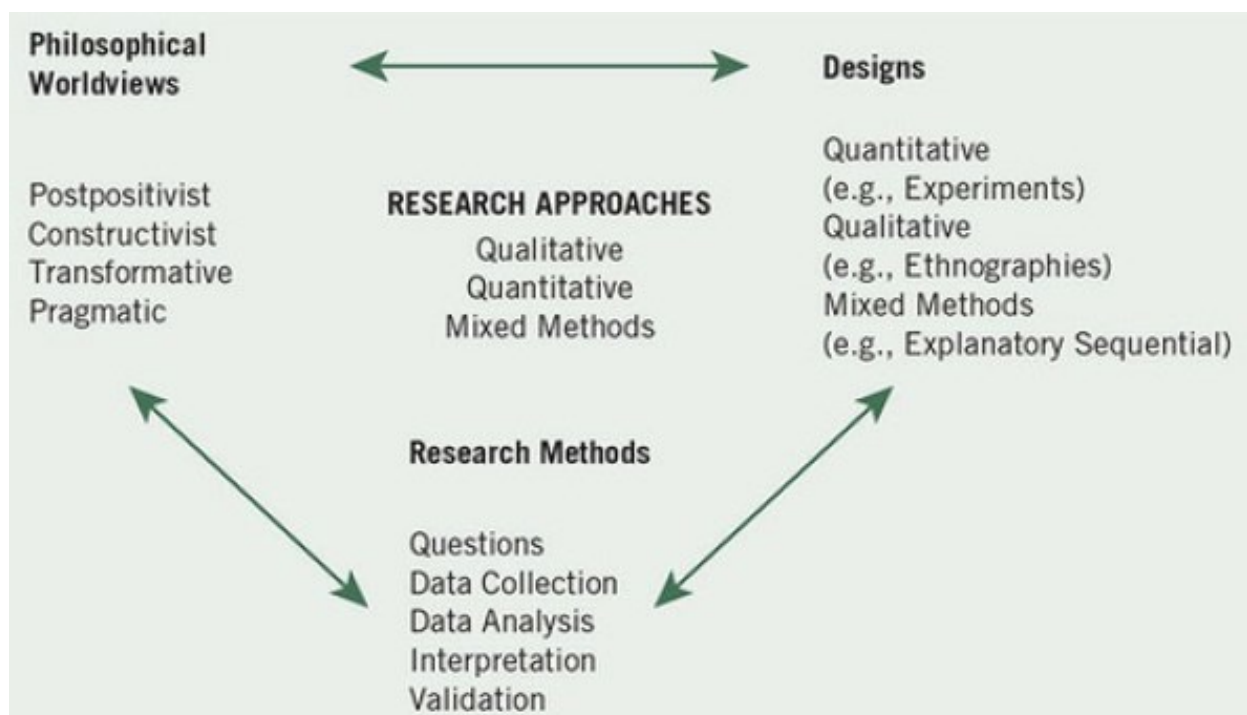 Philosophical
Worldviews
Designs
Postpositivist
Constructivist
Transformative
Pragmatic
RESEARCH APPROACHES
Qualitative
Quantitative
Mixed Methods
Quantitative
(e.g., Experiments)
Qualitative
(e.g., Ethnographies)
Mixed Methods
(e.g., Explanatory Sequential)
Research Methods
Questions
Data Collection
Data Analysis
Interpretation
Validation